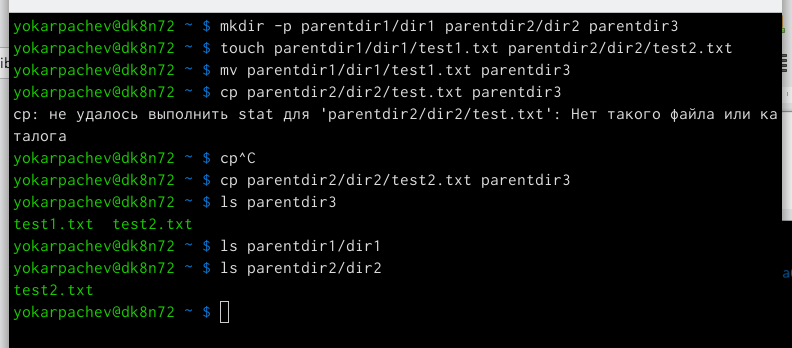 yokarpachev@dk8n72 ~ $ mkdir -p parentdir1/dir1 parentdir2/dir2 parentdir3
yokarpachev@dk8n72 ~ $ touch parentdir1/dir1/test1.txt parentdir2/dir2/test2.txt
yokarpachev@dk8n72 ~ $ mv parentdir1/dir1/test1.txt parentdir3
yokarpachev@dk8n72 ~ $ cp parentdir2/dir2/test.txt parentdir3
cp: не удалось выполнить stat для 'parentdir2/dir2/test.txt': Нет такого файла или ка
талога
yokarpachev@dk8n72 ~ $ cp^C
yokarpachev@dk8n72 ~ $ cp parentdir2/dir2/test2.txt parentdir3
yokarpachev@dk8n72 ~ $ ls parentdir3
test1.txt  test2.txt
yokarpachev@dk8n72 ~ $ ls parentdir1/dir1
yokarpachev@dk8n72 ~ $ ls parentdir2/dir2
test2.txt
yokarpachev@dk8n72 ~ $